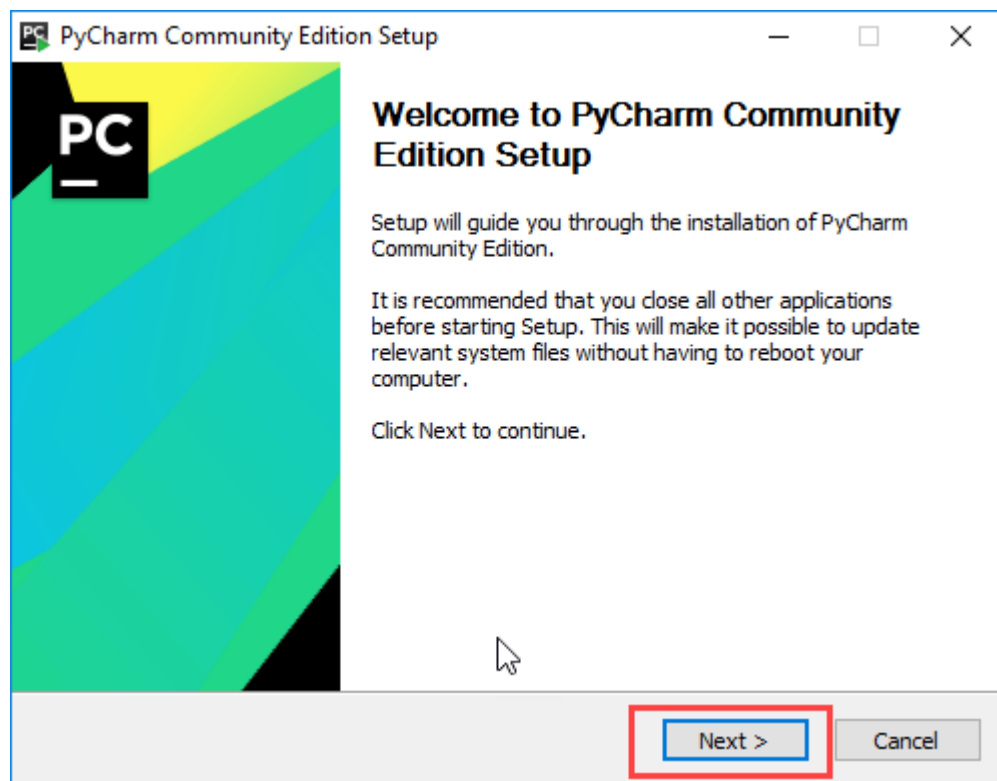 PyCharm Community Edition Setup
PC
Welcome to PyCharm Community
Edition Setup
Setup will guide you through the installation of PyCharm
Community Edition.
It is recommended that you close all other applications
before starting Setup. This will make it possible to update
relevant system files without having to reboot your
computer.
Click Next to continue.
Next >
Cancel